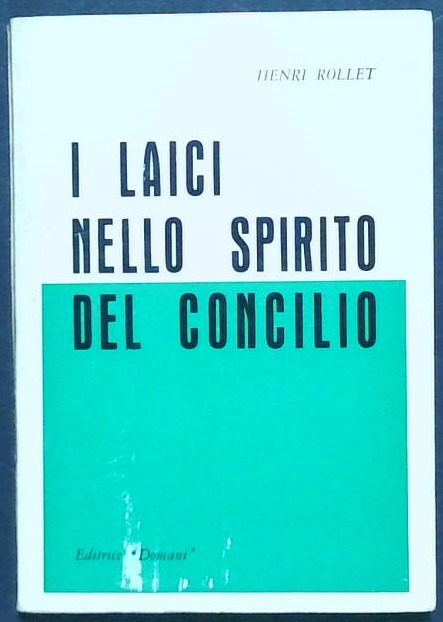 HENRI ROLLET
I LAICI
NELLO SPIRITO
DEL CONCILIO
Editrice "Domani"